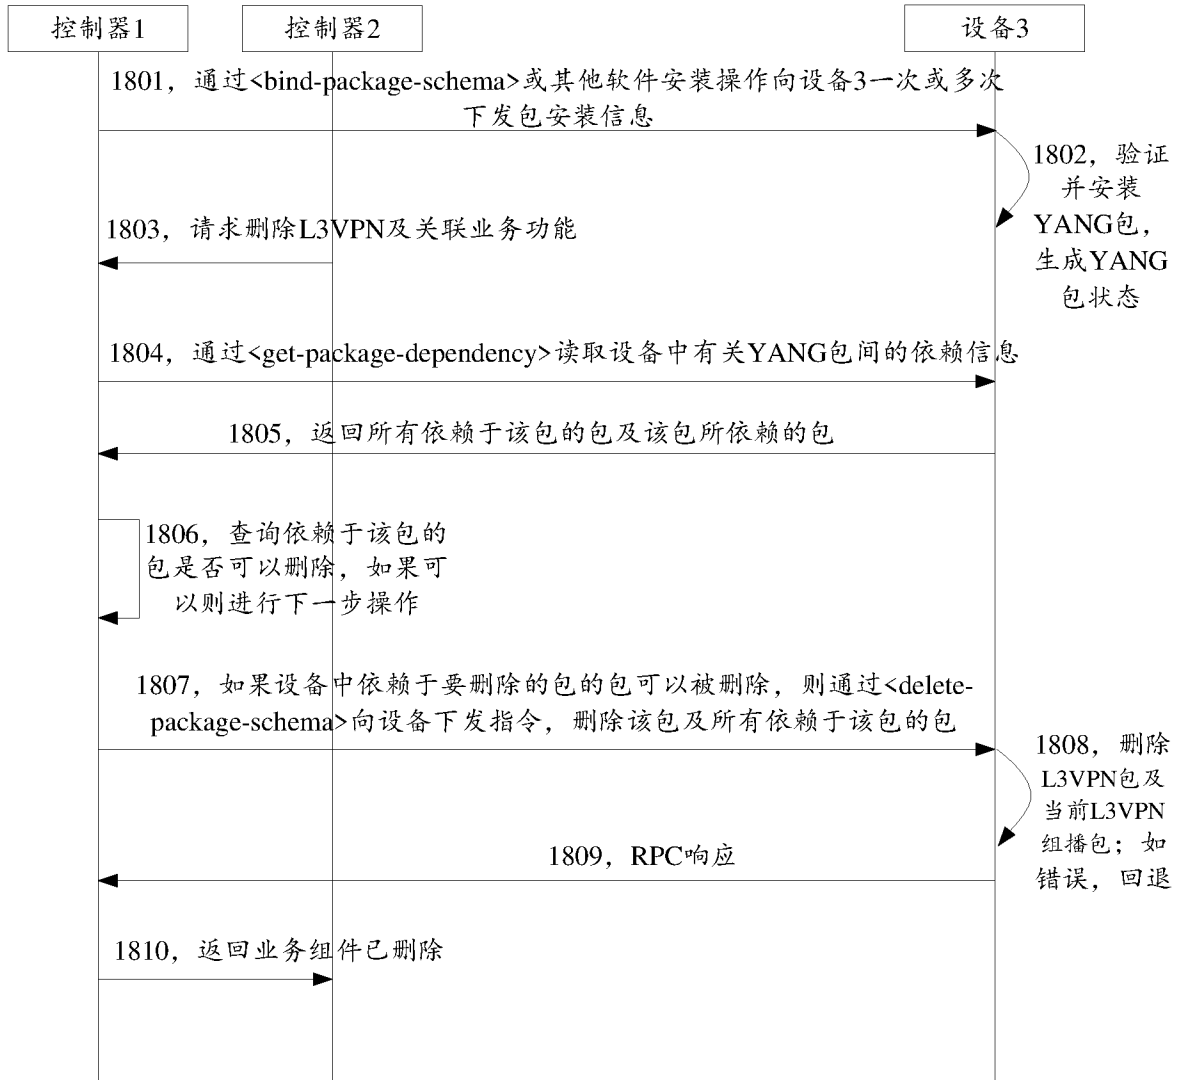 控制器1
控制器2
设备3
1801，通过<bind-package-schema>或其他软件安装操作向设备3一次或多次
下发包安装信息
1802，验证
并安装
YANG包，
生成YANG
包状态
1803，请求删除L3VPN及关联业务功能
1804，通过<get-package-dependency>读取设备中有关YANG包间的依赖信息
1805，返回所有依赖于该包的包及该包所依赖的包
1806，查询依赖于该包的
包是否可以删除，如果可
以则进行下一步操作
1807，如果设备中依赖于要删除的包的包可以被删除，则通过<delete-
package-schema>向设备下发指令，删除该包及所有依赖于该包的包
1808，删除
L3VPN包及
当前L3VPN
组播包；如
错误，回退
1809，RPC响应
1810，返回业务组件已删除